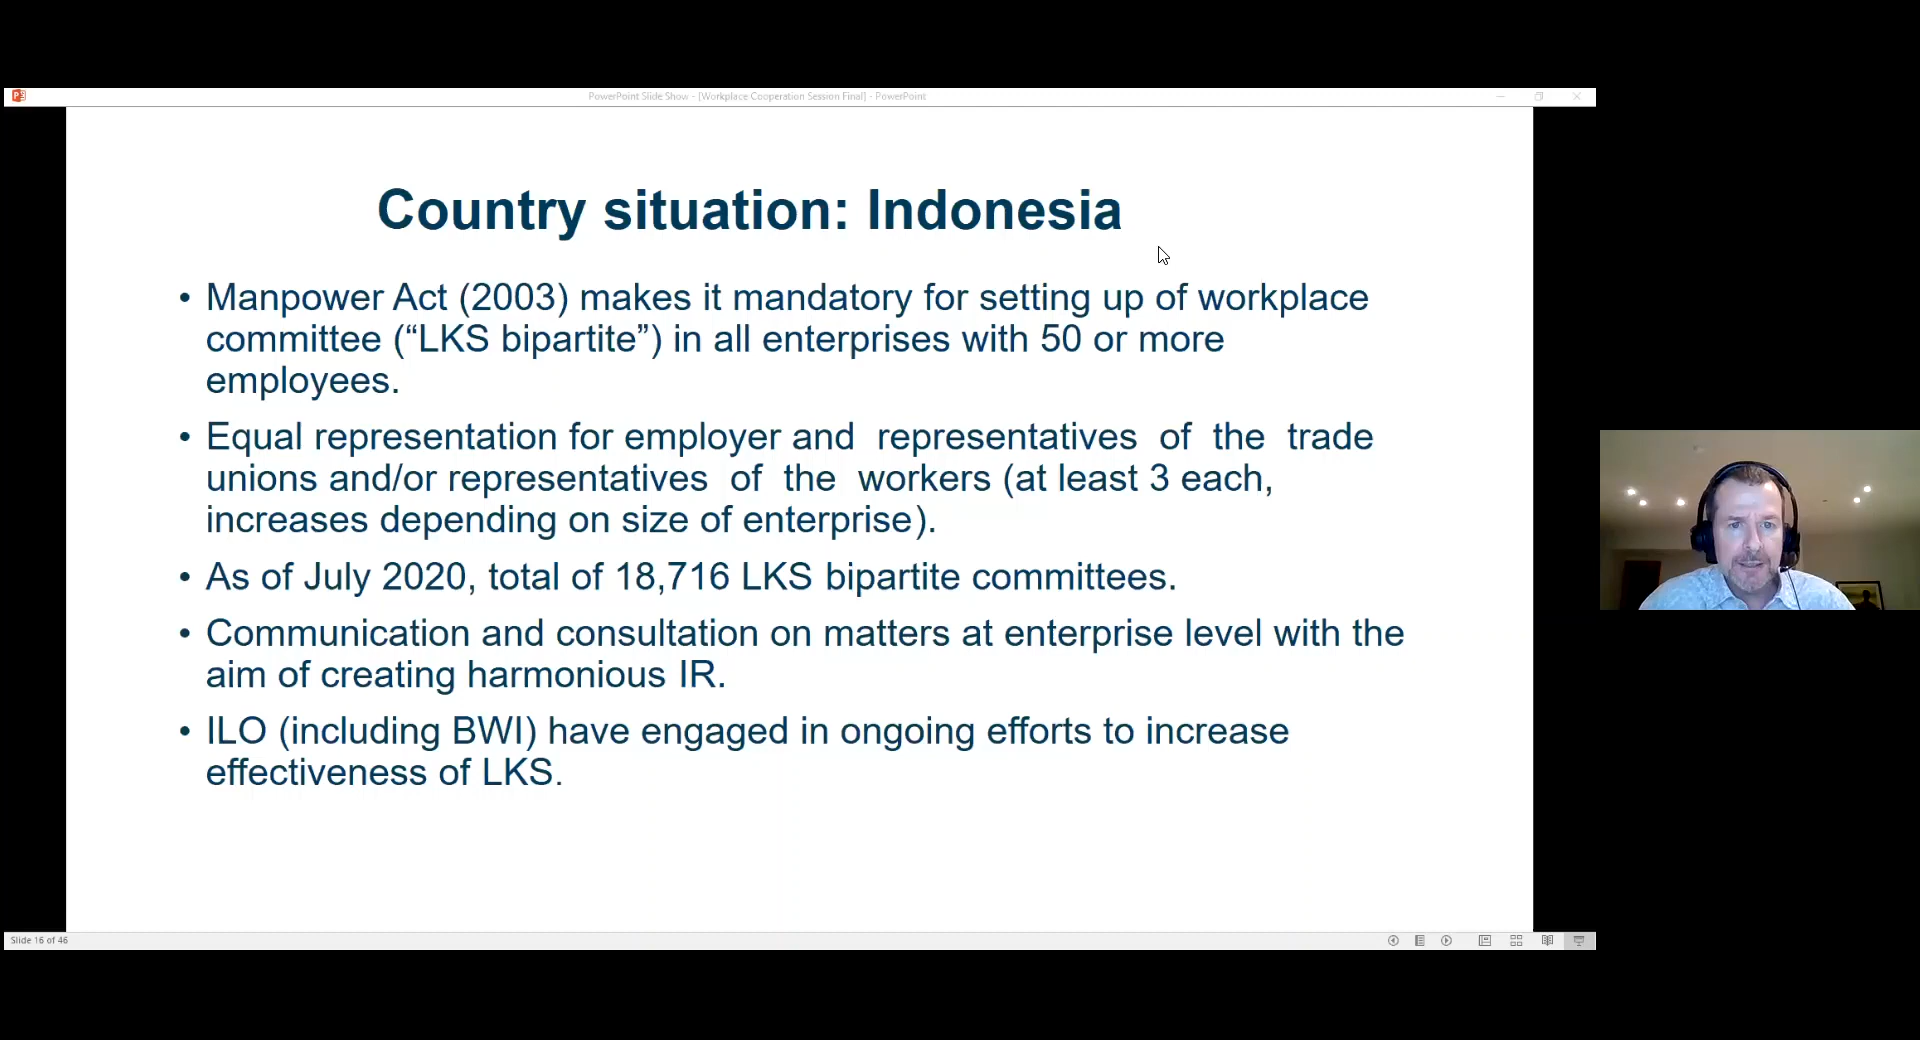 PowerPoint Slide Show - [Workplace Cooperation Session Final] - PowerPoint
Country situation: Indonesia
• Manpower Act (2003) makes it mandatory for setting up of workplace
committee (“LKS bipartite”) in all enterprises with 50 or more
employees.
• Equal representation for employer and representatives of the trade
unions and/or representatives of the workers (at least 3 each,
increases depending on size of enterprise).
• As of July 2020, total of 18,716 LKS bipartite committees.
• Communication and consultation on matters at enterprise level with the
aim of creating harmonious IR.
• ILO (including BWI) have engaged in ongoing efforts to increase
effectiveness of LKS.
Slide 16 of 46